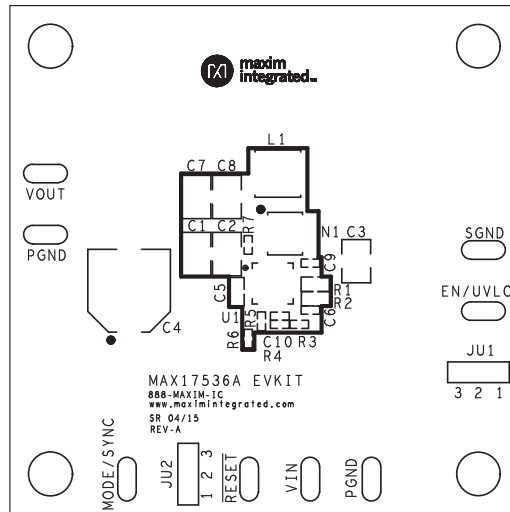 maxim
integrated™
L1
C7 C8
VOUT
R7
C1 C2
N1 C3
SGND
PGND
C9
C5
R1
R2
EN/UVLO
C4
U1
R5
C6
R6
C10 R3
R4
JU1
3 2 1
MAX17536A EVKIT
888-MAXIM-IC
www.maximintegrated.com
SR 04/15
REV-A
MODE/SYNC
JU2
1 2 3
RESET
VIN
PGND